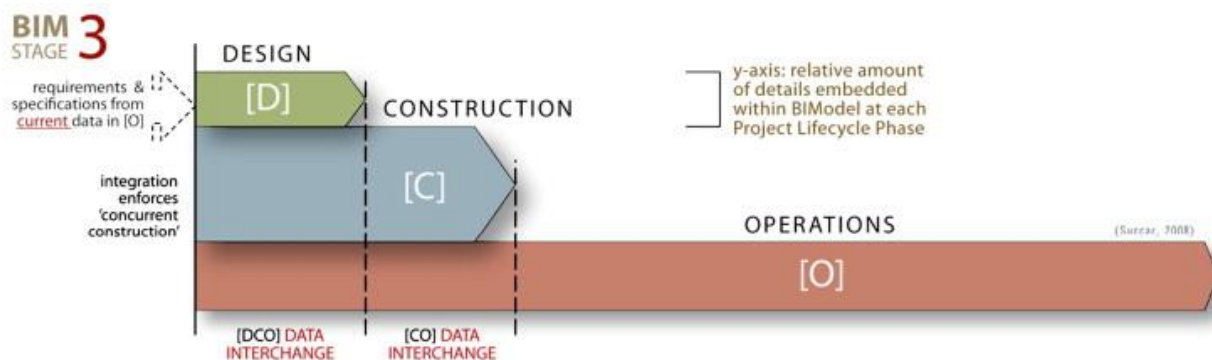 BIM
STAGE 3
DESIGN
requirements &
specifications from
current data in [O]
[D]
y-axis: relative amount
of details embedded
within BIModel at each
Project Lifecycle Phase
CONSTRUCTION
integration
enforces
'concurrent
construction'
[C]
OPERATIONS
(Succar, 2008)
[O]
[DCO] DATA
INTERCHANGE
[CO] DATA
INTERCHANGE